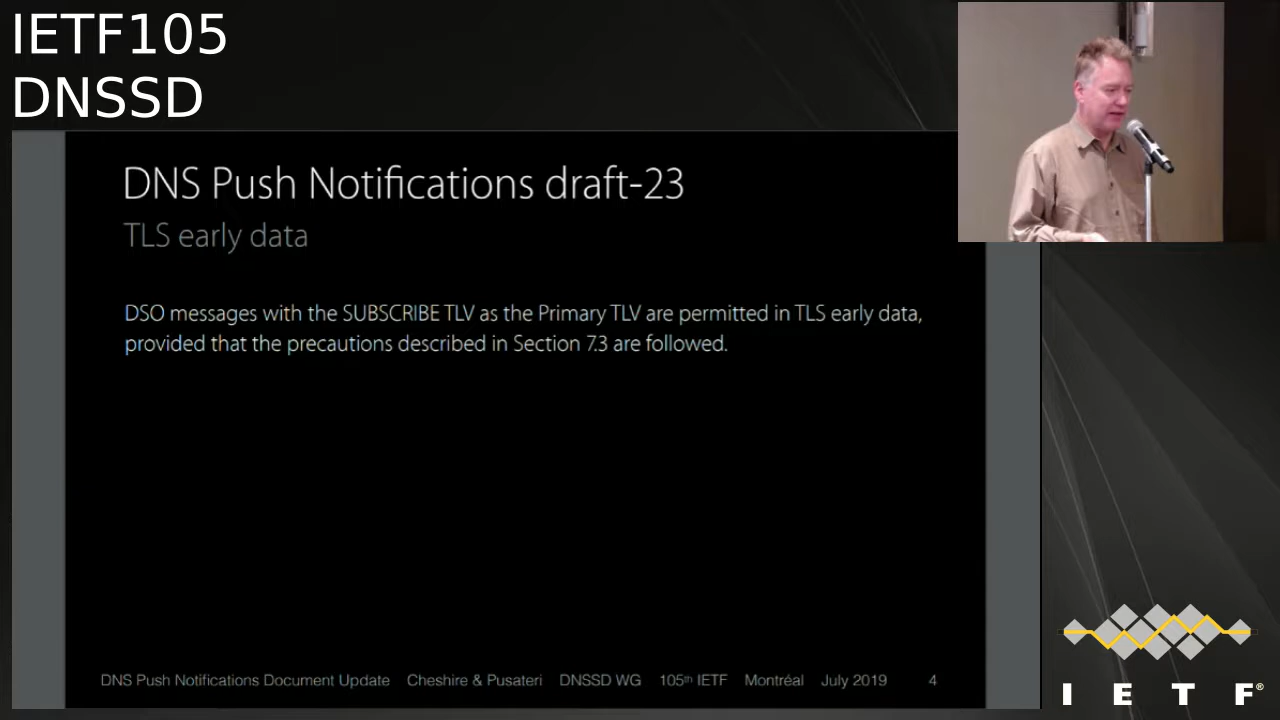 IETF105
DNSSD
DNS Push Notifications draft-23
TLS early data
DSO messages with the SUBSCRIBE TLV as the Primary TLV are permitted in TLS early data,
provided that the precautions described in Section 7.3 are followed.
DNS Push Notifications Document Update Cheshire & Pusateri DNSSD WG 105th IETF Montréal July 2019 4
I E T F®